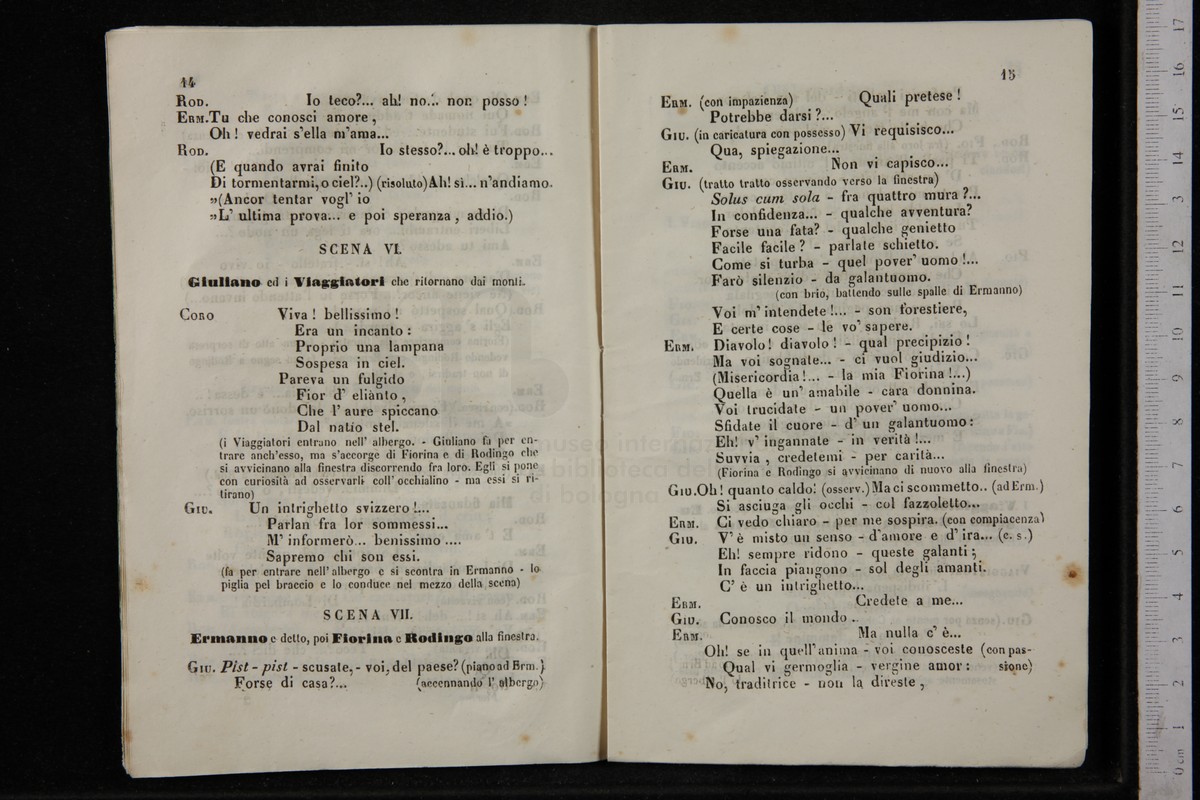 14
Rod. Io teco?... ah! no... non posso !
Erm.Tu che conosci amore ,
Oh ! vedrai s'ella m'ama...
Rod. Io stesso?... oh! è troppo...
(E quando avrai finito
Di tormentarmi, o ciel?..) (risoluto)Ah! sì... n'andiamo.
»(Ancor tentar vogl' io
»L' ultima prova... e poi speranza , addio.)
SCENA VI.
Giuliano ed i Viaggiatori che ritornano dai monti.
Coro Viva ! bellissimo !
Era un incanto :
Proprio una lampana
Sospesa in ciel.
Pareva un fulgido
Fior d' elianto ,
Che l' aure spiccano
Dal natio stel.
(i Viaggiatori entrano nell' albergo. - Giuliano fa per en-
trare anch'esso, ma s'accorge di Fiorina e di Rodingo che
si avvicinano alla finestra discorrendo fra loro. Egli si pone
con curiosità ad osservarli coll' occhialino - ma essi si ri-
tirano)
Giu. Un intrighetto svizzero !...
Parlan fra lor sommessi...
M' informerò... benissimo ....
Sapremo chi son essi.
(fa per entrare nell' albergo e si scontra in Ermanno - lo
piglia pel braccio e lo conduce nel mezzo della scena)
SCENA VII.
Ermanno e detto, poi Fiorina e Rodingo alla finestra.
Giu. Pist - pist - scusate, - voi, del paese? (piano ad Erm.)
Forse di casa?... (accennando l' albergo)
15
Erm. (con impazienza) Quali pretese !
Potrebbe darsi ?...
Giu. (in caricatura con possesso) Vi requisisco...
Qua, spiegazione...
Erm. Non vi capisco...
Giu. (tratto tratto osservando verso la finestra)
Solus cum sola - fra quattro mura ?...
In confidenza... - qualche avventura?
Forse una fata? - qualche genietto
Facile facile ? - parlate schietto.
Come si turba - quel pover' uomo !...
Farò silenzio - da galantuomo.
(con brio, battendo sulle spalle di Ermanno)
Voi m' intendete !... - son forestiere,
E certe cose - le vo' sapere.
Erm. Diavolo ! diavolo ! - qual precipizio !
Ma voi sognate... - ci vuol giudizio...
(Misericordia !... - la mia Fiorina !...)
Quella è un' amabile - cara donnina.
Voi trucidate - un pover' uomo...
Sfidate il cuore - d' un galantuomo :
Eh! v' ingannate - in verità !...
Suvvia , credetemi - per carità...
(Fiorina e Rodingo si avvicinano di nuovo alla finestra)
Giu.Oh ! quanto caldo! (osserv.) Ma ci scommetto.. (ad Erm.)
Si asciuga gli occhi - col fazzoletto...
Erm. Ci vedo chiaro - per me sospira. (con compiacenza)
Giu. V' è misto un senso - d'amore e d' ira... (c. s.)
Eh! sempre ridono - queste galanti ;
In faccia piangono - sol degli amanti.
C' è un intrighetto...
Erm. Credete a me...
Giu. Conosco il mondo ..
Erm. Ma nulla c' è...
Oh! se in quell'anima - voi conosceste (con pas-
Qual vi germoglia - vergine amor : sione)
No, traditrice - non la direste ,